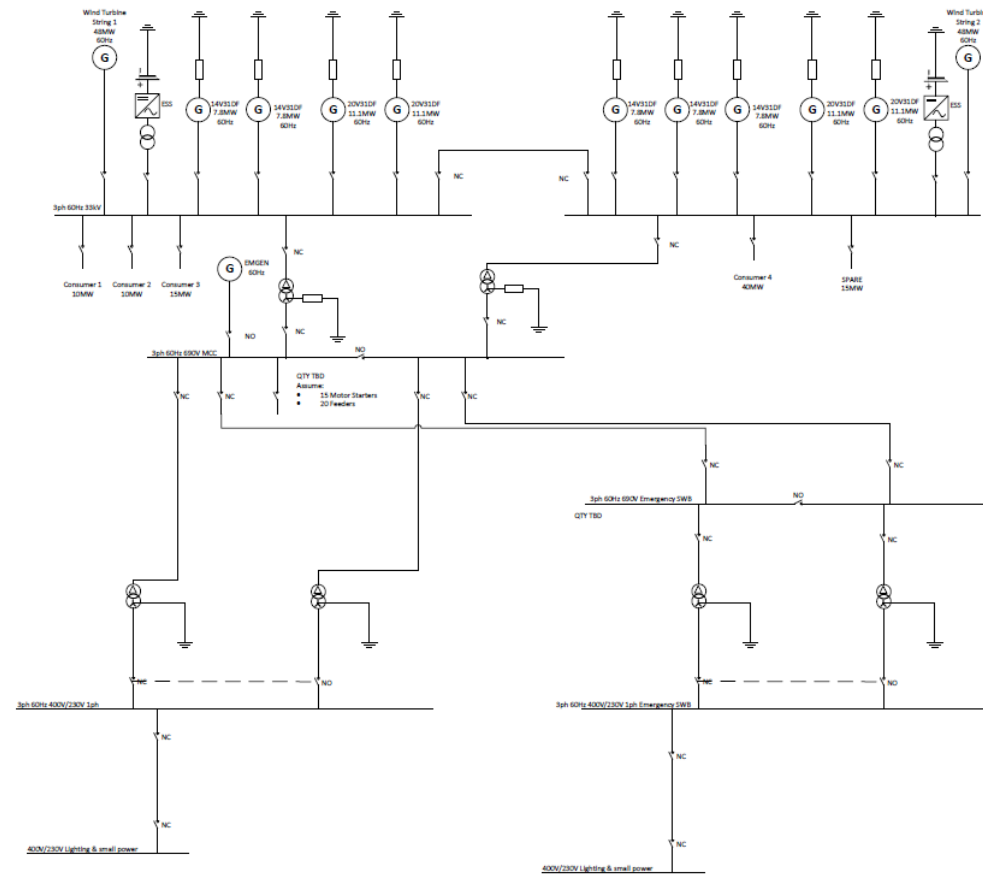 Wind Turbine
String 1
48MW
60Hz
G
ESS
G
14V31DF
7.8MW
60Hz
G
14V31DF
7.8MW
60Hz
G
20V31DF
11.1MW
60Hz
G
20V31DF
11.1MW
60Hz
G
14V31DF
7.8MW
60Hz
G
14V31DF
7.8MW
60Hz
G
14V31DF
7.8MW
60Hz
G
20V31DF
11.1MW
60Hz
G
20V31DF
11.1MW
60Hz
ESS
Wind Turbi
String 2
48MW
60Hz
G
NC
NC
3ph 60Hz 33kV
NC
NC
Consumer 1
10MW
Consumer 2
10MW
Consumer 3
15MW
G
EMGEN
60Hz
Consumer 4
40MW
SPARE
15MW
NO
NC
NC
3ph 60Hz 690V MCC
NO
QTY TBD
Assume:
• 15 Motor Starters
• 20 Feeders
NC
NC
NC
NC
NC
NC
3ph 60Hz 690V Emergency SWB
NO
QTY TBD
NC
NC
NC
NO
NC
NO
3ph 60Hz 400V/230V 1ph
3ph 60Hz 400V/230V 1ph Emergency SWB
NC
NC
NC
NC
400V/230V Lighting & small power
400V/230V Lighting & small power